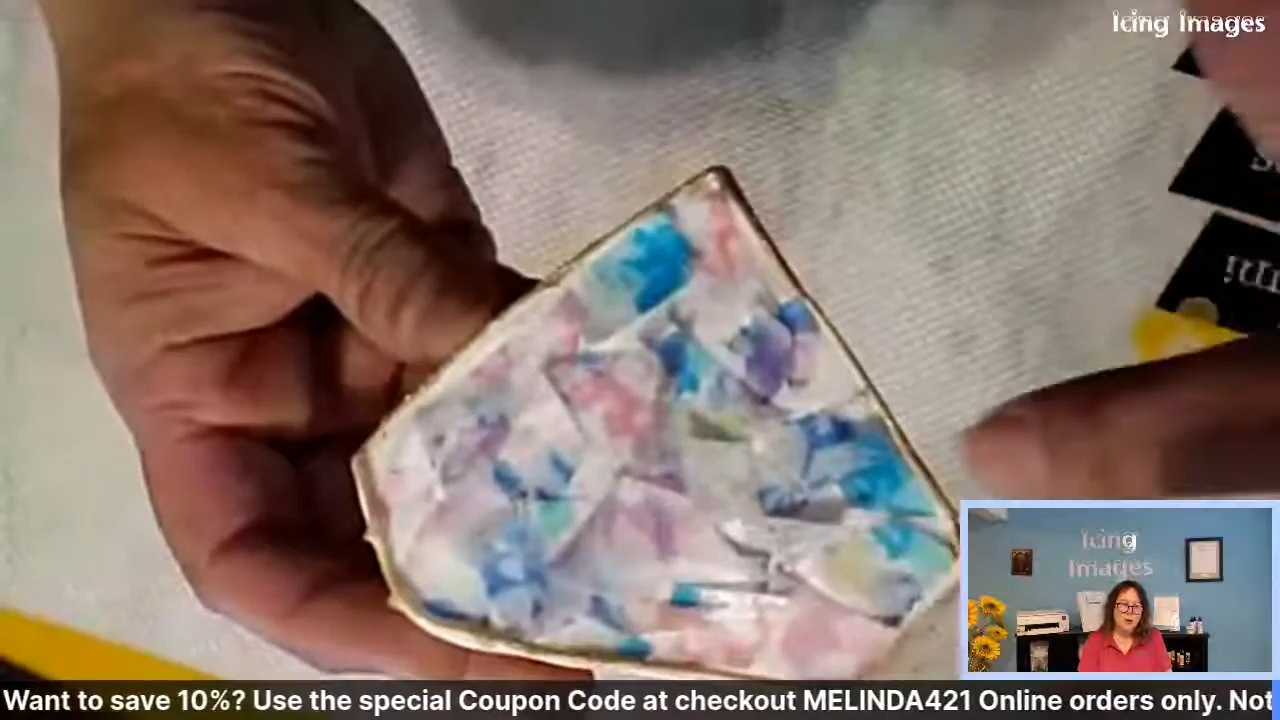 Icing Images
Icing
Images
Want to save 10%? Use the special Coupon Code at checkout MELINDA421 Online orders only. Not